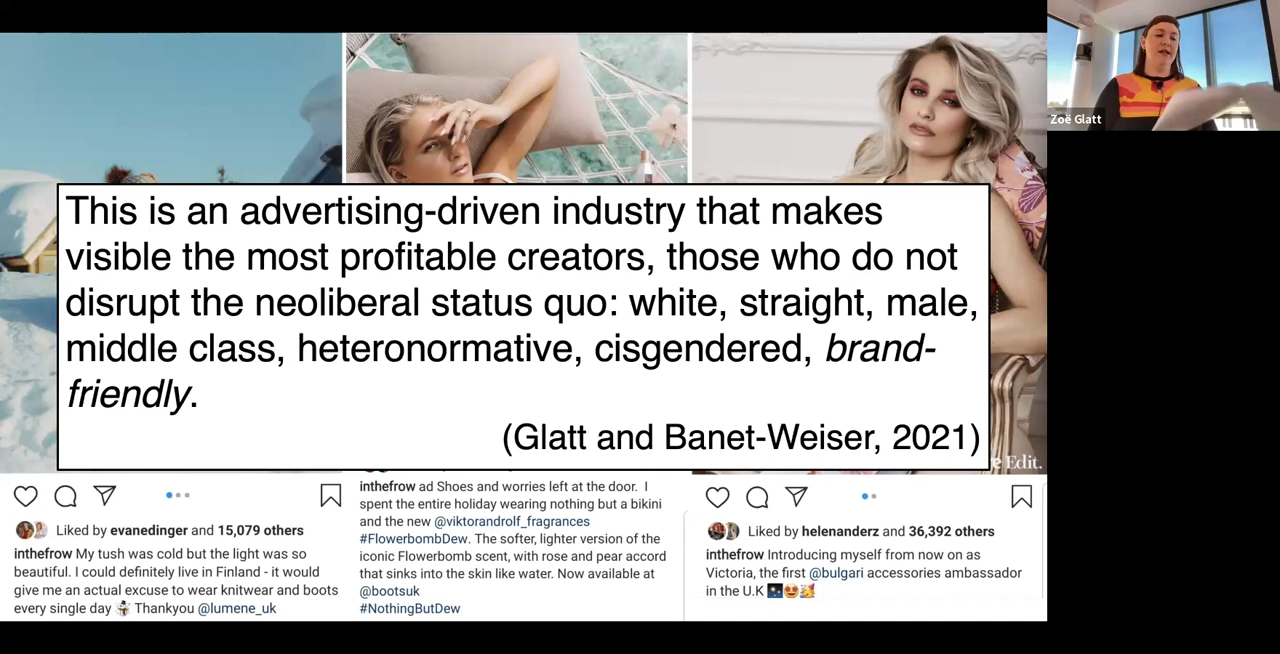 Zoë Glatt
This is an advertising-driven industry that makes
visible the most profitable creators, those who do not
disrupt the neoliberal status quo: white, straight, male,
middle class, heteronormative, cisgendered, brand-
friendly.
(Glatt and Banet-Weiser, 2021)
Edit.
Liked by evanedinger and 15,079 others
inthefrow My tush was cold but the light was so
beautiful. I could definitely live in Finland - it would
give me an actual excuse to wear knitwear and boots
every single day ⛄ Thankyou @lumene_uk
inthefrow ad Shoes and worries left at the door. I
spent the entire holiday wearing nothing but a bikini
and the new @viktorandrolf_fragrances
#FlowerbombDew. The softer, lighter version of the
iconic Flowerbomb scent, with rose and pear accord
that sinks into the skin like water. Now available at
@bootsuk
#NothingButDew
Liked by helenanderz and 36,392 others
inthefrow Introducing myself from now on as
Victoria, the first @bulgari accessories ambassador
in the U.K 🌠🤩🥳